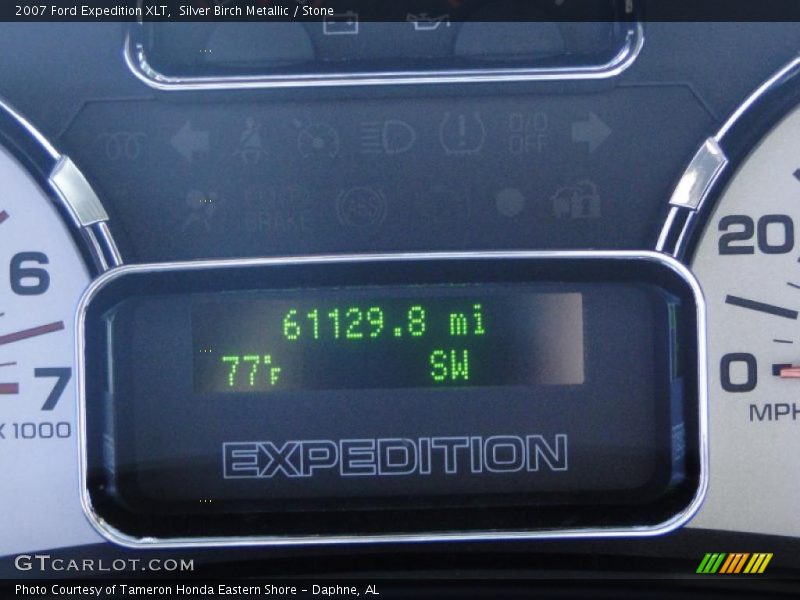 2007 Ford Expedition XLT,  Silver Birch Metallic / Stone
O/D
OFF
ABS
BRAKE
20
6
61129.8 mi
77°F SW
0
7
MPH
X 1000
EXPEDITION
GTCARLOT.COM
Photo Courtesy of Tameron Honda Eastern Shore – Daphne, AL